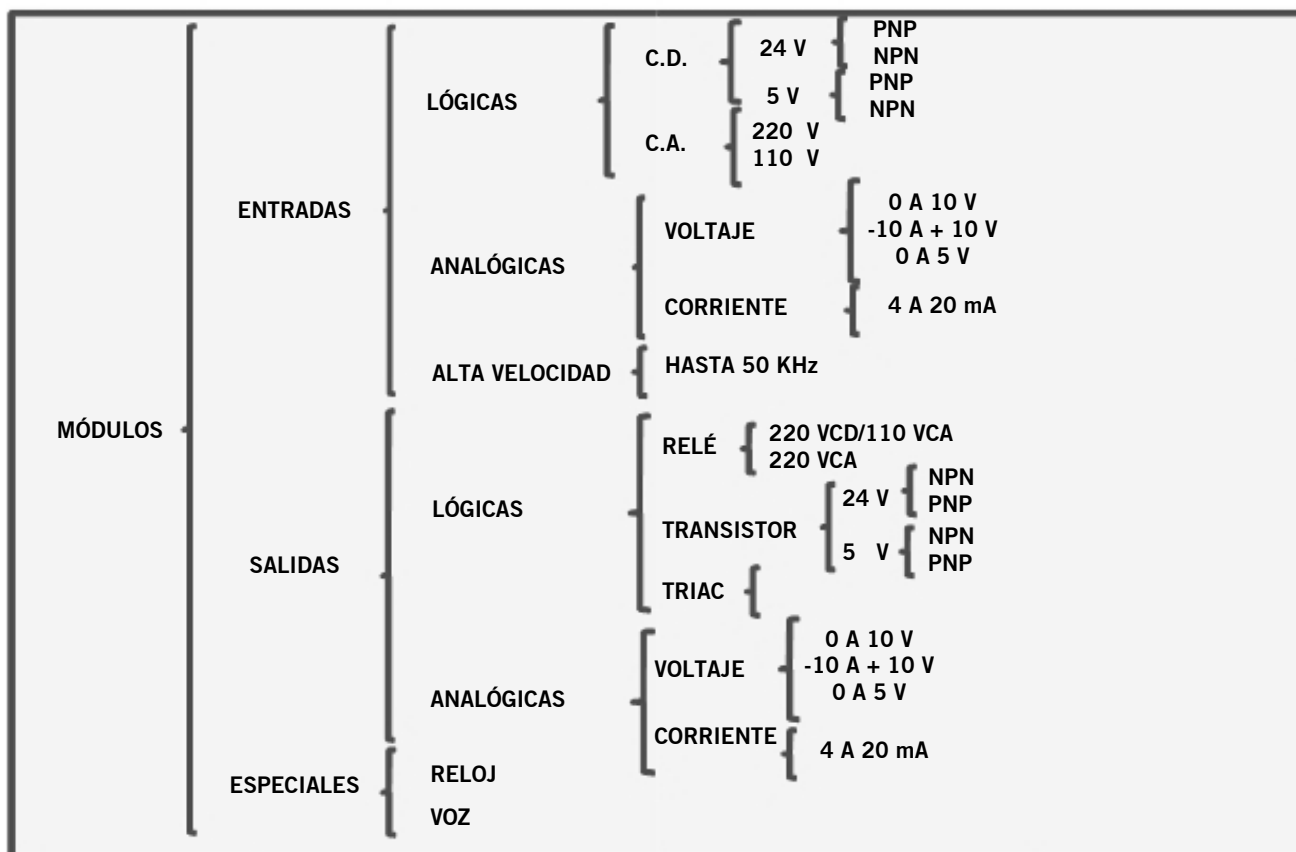 PNP
C.D. 24 V NPN
PNP
5 V NPN
LÓGICAS
C.A. 220 V
110 V
ENTRADAS
0 A 10 V
VOLTAJE -10 A + 10 V
0 A 5 V
ANALÓGICAS
CORRIENTE 4 A 20 mA
ALTA VELOCIDAD HASTA 50 KHz
MÓDULOS
RELÉ 220 VCD/110 VCA
220 VCA
NPN
24 V PNP
LÓGICAS
TRANSISTOR
NPN
5 V PNP
SALIDAS
TRIAC
0 A 10 V
VOLTAJE -10 A + 10 V
0 A 5 V
ANALÓGICAS
CORRIENTE 4 A 20 mA
RELOJ
ESPECIALES
VOZ